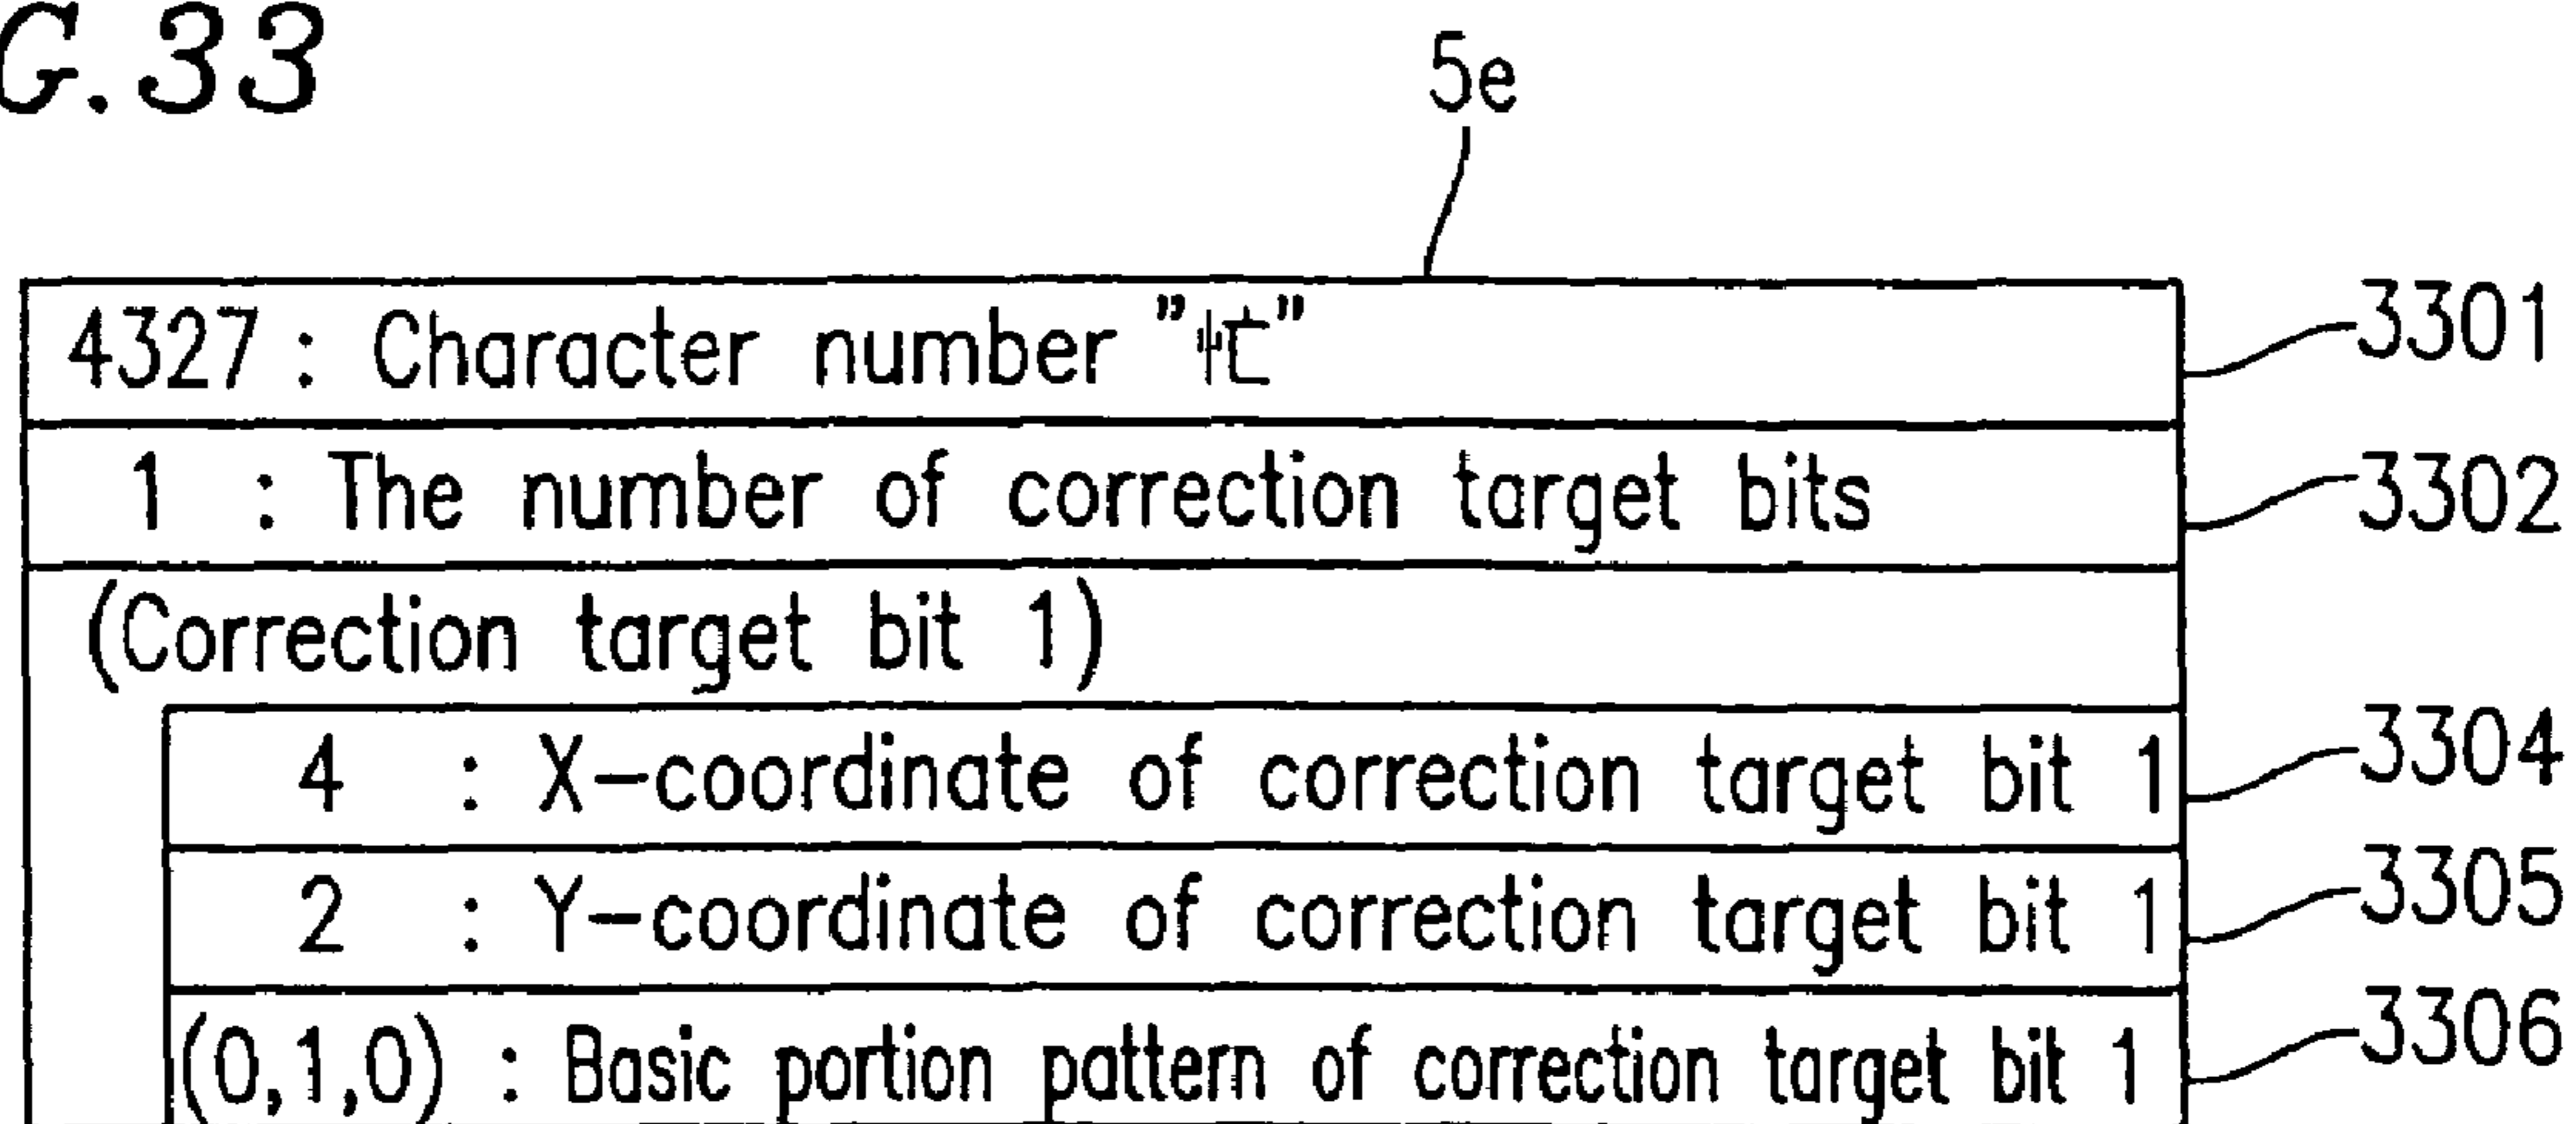 G.33
5e
4327 : Character number "忙" 3301
1 : The number of correction target bits 3302
(Correction target bit 1)
4 : X-coordinate of correction target bit 1 3304
2 : Y-coordinate of correction target bit 1 3305
(0,1,0) : Basic portion pattern of correction target bit 1 3306